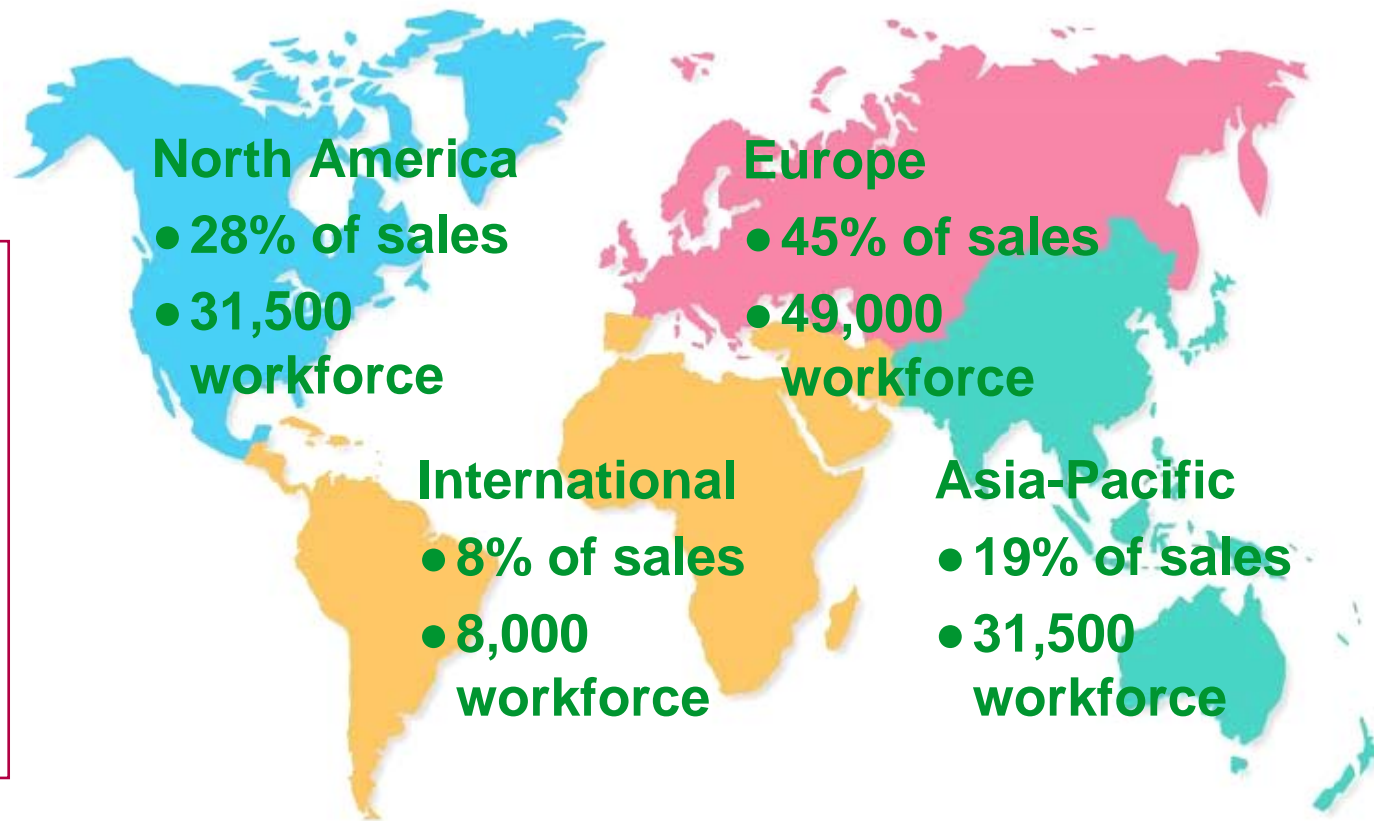 North America
● 28% of sales
● 31,500
workforce
Europe
● 45% of sales
● 49,000
workforce
International
● 8% of sales
● 8,000
workforce
Asia-Pacific
● 19% of sales
● 31,500
workforce